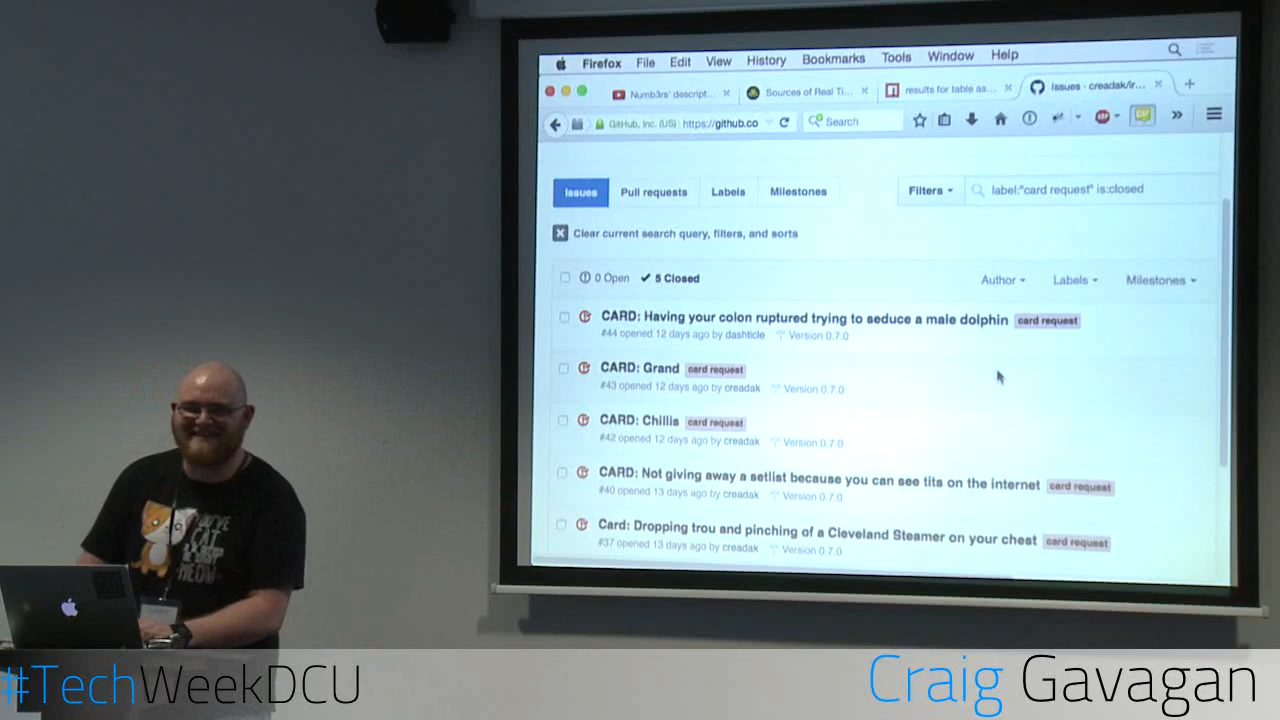 Firefox File Edit View History Bookmarks Tools Window Help
Numb3rs' descript... Sources of Real Ti... results for table as... Issues · creadak/ir...
GitHub, Inc. (US) https://github.co Search
Issues Pull requests Labels Milestones Filters label:"card request" is:closed
Clear current search query, filters, and sorts
0 Open 5 Closed Author Labels Milestones
CARD: Having your colon ruptured trying to seduce a male dolphin card request
#44 opened 12 days ago by dashticle Version 0.7.0
CARD: Grand card request
#43 opened 12 days ago by creadak Version 0.7.0
CARD: Chillis card request
#42 opened 12 days ago by creadak Version 0.7.0
CARD: Not giving away a setlist because you can see tits on the internet card request
#40 opened 13 days ago by creadak Version 0.7.0
Card: Dropping trou and pinching of a Cleveland Steamer on your chest card request
#37 opened 13 days ago by creadak Version 0.7.0
CAT
MEOW
#TechWeekDCU
Craig Gavagan